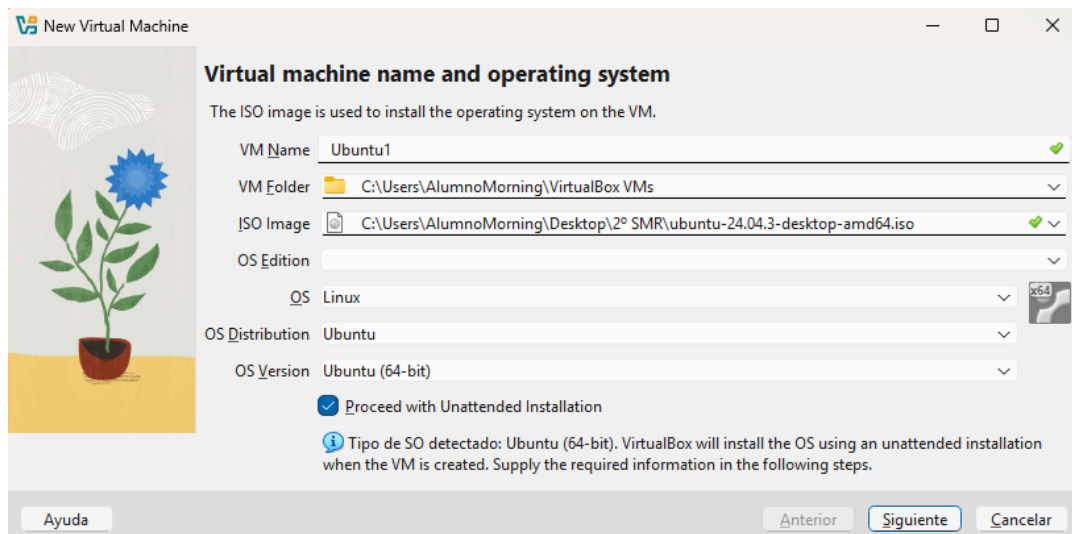 New Virtual Machine
Virtual machine name and operating system
The ISO image is used to install the operating system on the VM.
VM Name Ubuntu1
VM Folder C:\Users\AlumnoMorning\VirtualBox VMs
ISO Image C:\Users\AlumnoMorning\Desktop\2º SMR\ubuntu-24.04.3-desktop-amd64.iso
OS Edition
OS Linux
x64
OS Distribution Ubuntu
OS Version Ubuntu (64-bit)
Proceed with Unattended Installation
Tipo de SO detectado: Ubuntu (64-bit). VirtualBox will install the OS using an unattended installation
when the VM is created. Supply the required information in the following steps.
Ayuda Anterior Siguiente Cancelar